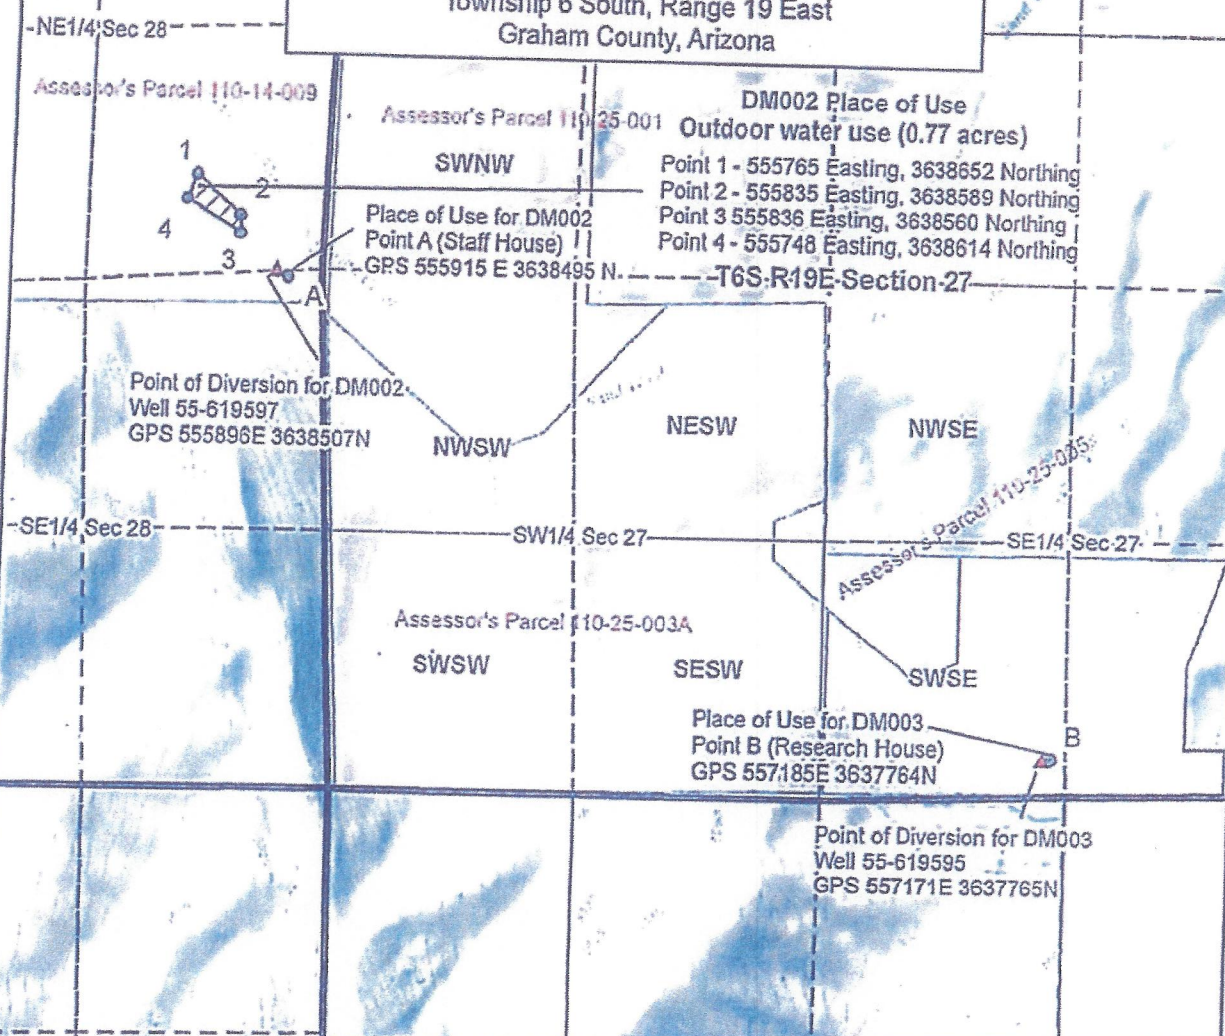 Township 6 South, Range 19 East
Graham County, Arizona
NE1/4 Sec 28
Assessor's Parcel 110-14-009
Assessor's Parcel 110-25-001
SWNW
DM002 Place of Use
Outdoor water use (0.77 acres)
Point 1 - 555765 Easting, 3638652 Northing
Point 2 - 555835 Easting, 3638589 Northing
Point 3 555836 Easting, 3638560 Northing
Point 4 - 555748 Easting, 3638614 Northing
1
2
4
3
Place of Use for DM002
Point A (Staff House)
GPS 555915 E 3638495 N
T6S R19E Section 27
A
Point of Diversion for DM002
Well 55-619597
GPS 555896E 3638507N
NWSW
NESW
NWSE
Assessor's Parcel 110-25-005
SE1/4 Sec 28
SW1/4 Sec 27
SE1/4 Sec 27
Assessor's Parcel 110-25-003A
SWSW
SESW
SWSE
Place of Use for DM003
Point B (Research House)
GPS 557185E 3637764N
B
Point of Diversion for DM003
Well 55-619595
GPS 557171E 3637765N